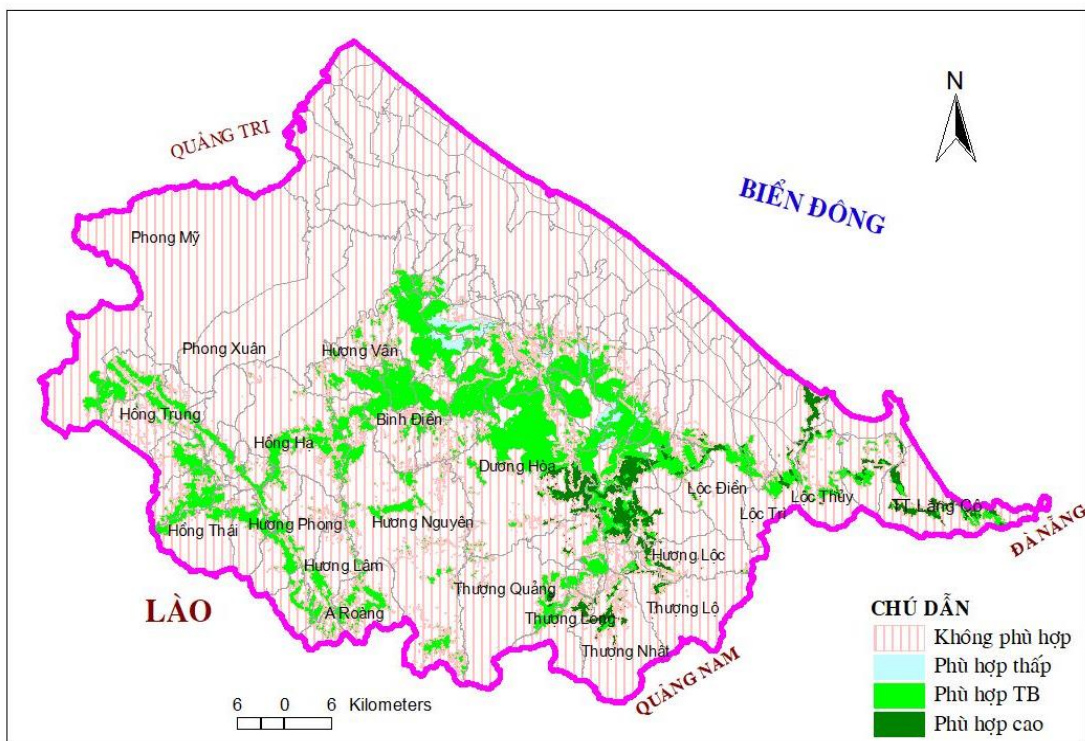 N
QUẢNG TRI
BIỂN ĐÔNG
Phong Mỹ
Phong Xuân
Hương Vân
Hồng Trung
Bình Điền
Hồng Hạ
Dương Hòa
Lộc Điền
Lộc Thủy
Lộc Trì
TT. Lăng Cô
Hồng Thái
Hương Phong
Hương Nguyên
ĐÀ NẴNG
Hương Lộc
Hương Lâm
Thượng Quảng
LÀO
A Roàng
Thượng Long
Thượng Lộ
Thượng Nhật
QUẢNG NAM
CHÚ DẪN
Không phù hợp
Phù hợp thấp
Phù hợp TB
Phù hợp cao
6 0 6 Kilometers